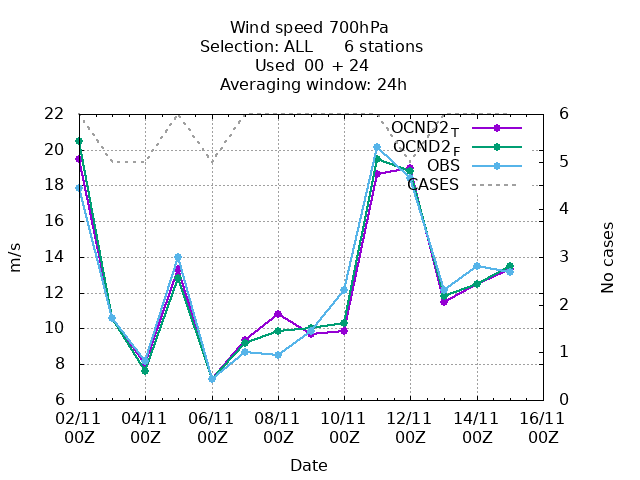 Wind speed 700hPa
Selection: ALL 6 stations
Used 00 + 24
Averaging window: 24h
22
20
18
16
14
12
10
8
6
m/s
6
5
4
3
2
1
0
No cases
OCND2_T
OCND2_F
OBS
CASES
02/11 04/11 06/11 08/11 10/11 12/11 14/11 16/11
00Z 00Z 00Z 00Z 00Z 00Z 00Z 00Z
Date